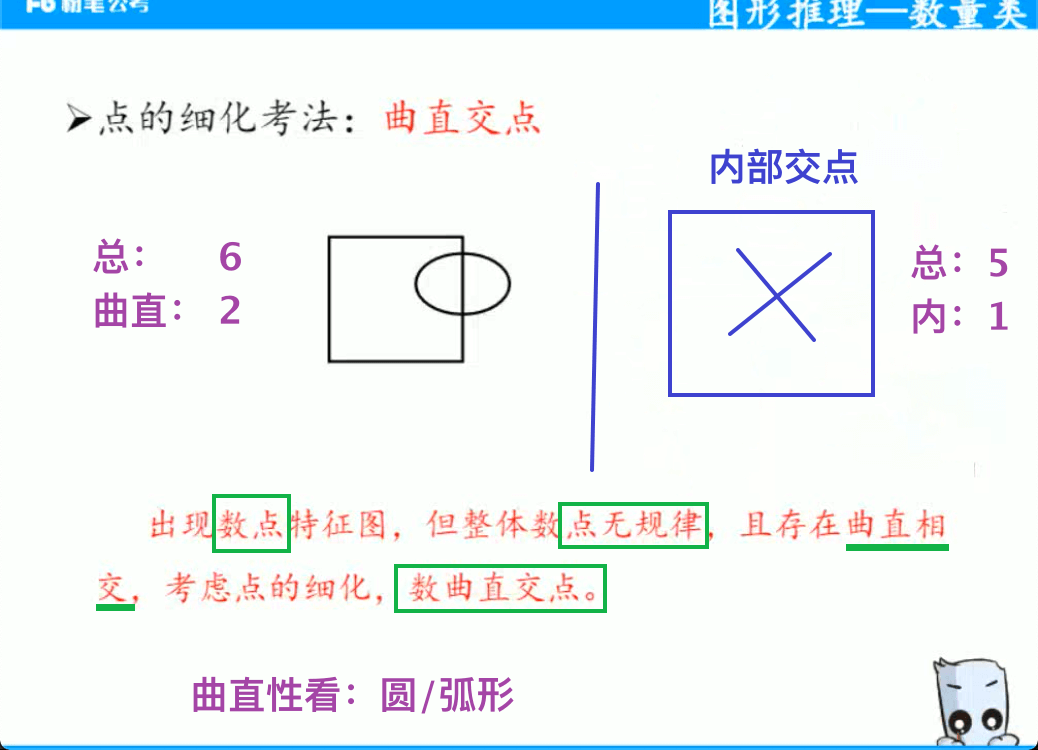 粉笔公考
图形推理—数量类
➢点的细化考法：曲直交点
内部交点
总： 6
曲直： 2
总：5
内：1
出现数点特征图，但整体数点无规律，且存在曲直相
交，考虑点的细化，数曲直交点。
曲直性看：圆/弧形